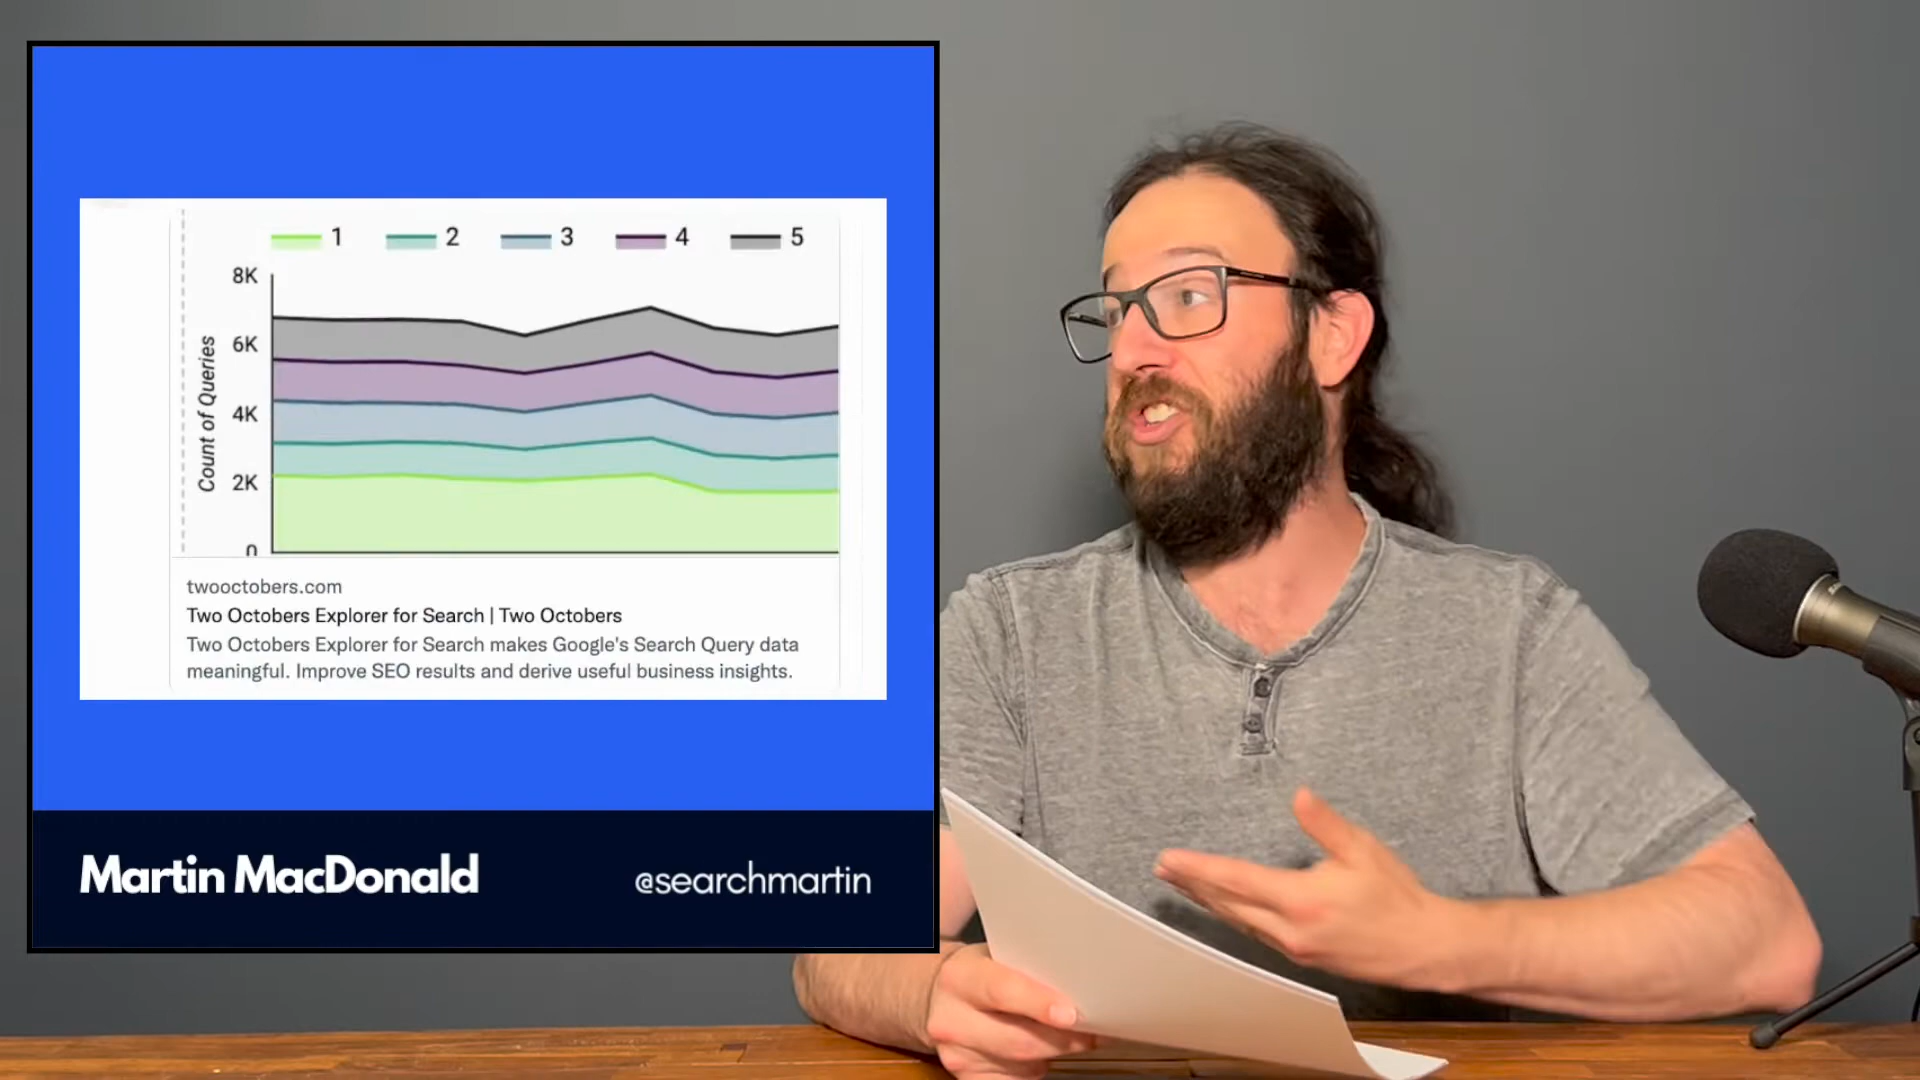 1 2 3 4 5
8K
6K
4K
2K
0
Count of Queries
twooctobers.com
Two Octobers Explorer for Search | Two Octobers
Two Octobers Explorer for Search makes Google's Search Query data
meaningful. Improve SEO results and derive useful business insights.
Martin MacDonald
@searchmartin